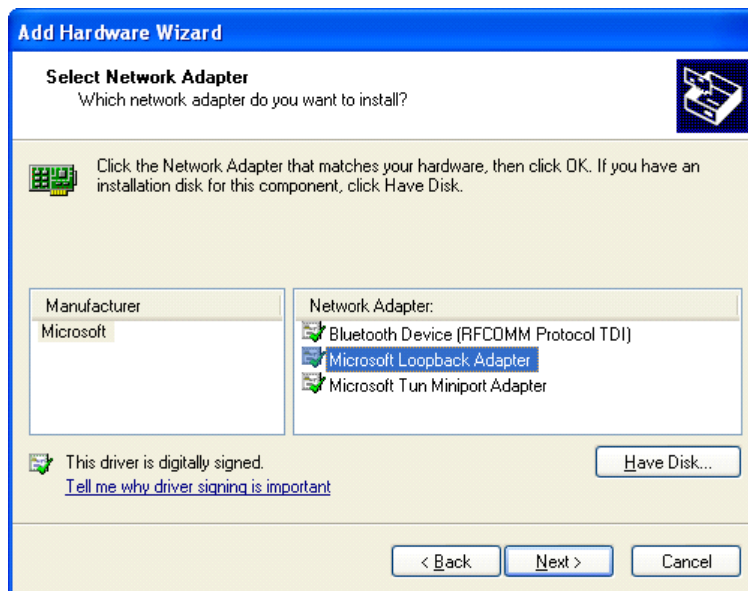 Add Hardware Wizard
Select Network Adapter
Which network adapter do you want to install?
Click the Network Adapter that matches your hardware, then click OK. If you have an
installation disk for this component, click Have Disk.
Manufacturer
Microsoft
Network Adapter:
Bluetooth Device (RFCOMM Protocol TDI)
Microsoft Loopback Adapter
Microsoft Tun Miniport Adapter
This driver is digitally signed.
Tell me why driver signing is important
Have Disk...
< Back
Next >
Cancel